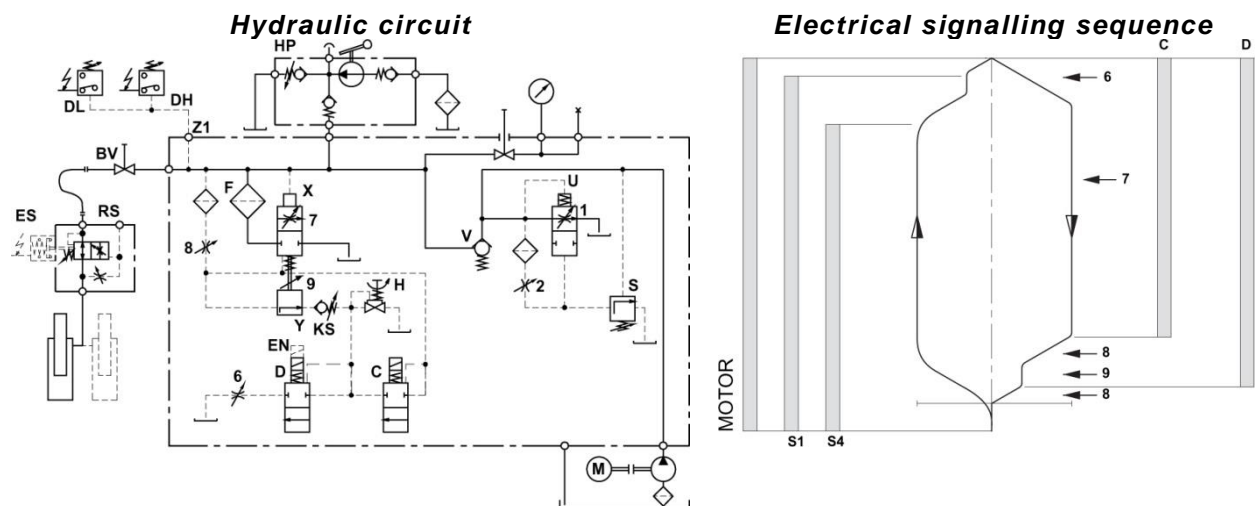 Hydraulic circuit
Electrical signalling sequence
HP
C
D
DL
DH
6
Z1
BV
F
X
U
1
7
7
ES
RS
8
V
2
9
H
S
Y
KS
EN
D
C
6
8
9
8
MOTOR
M
S1
S4